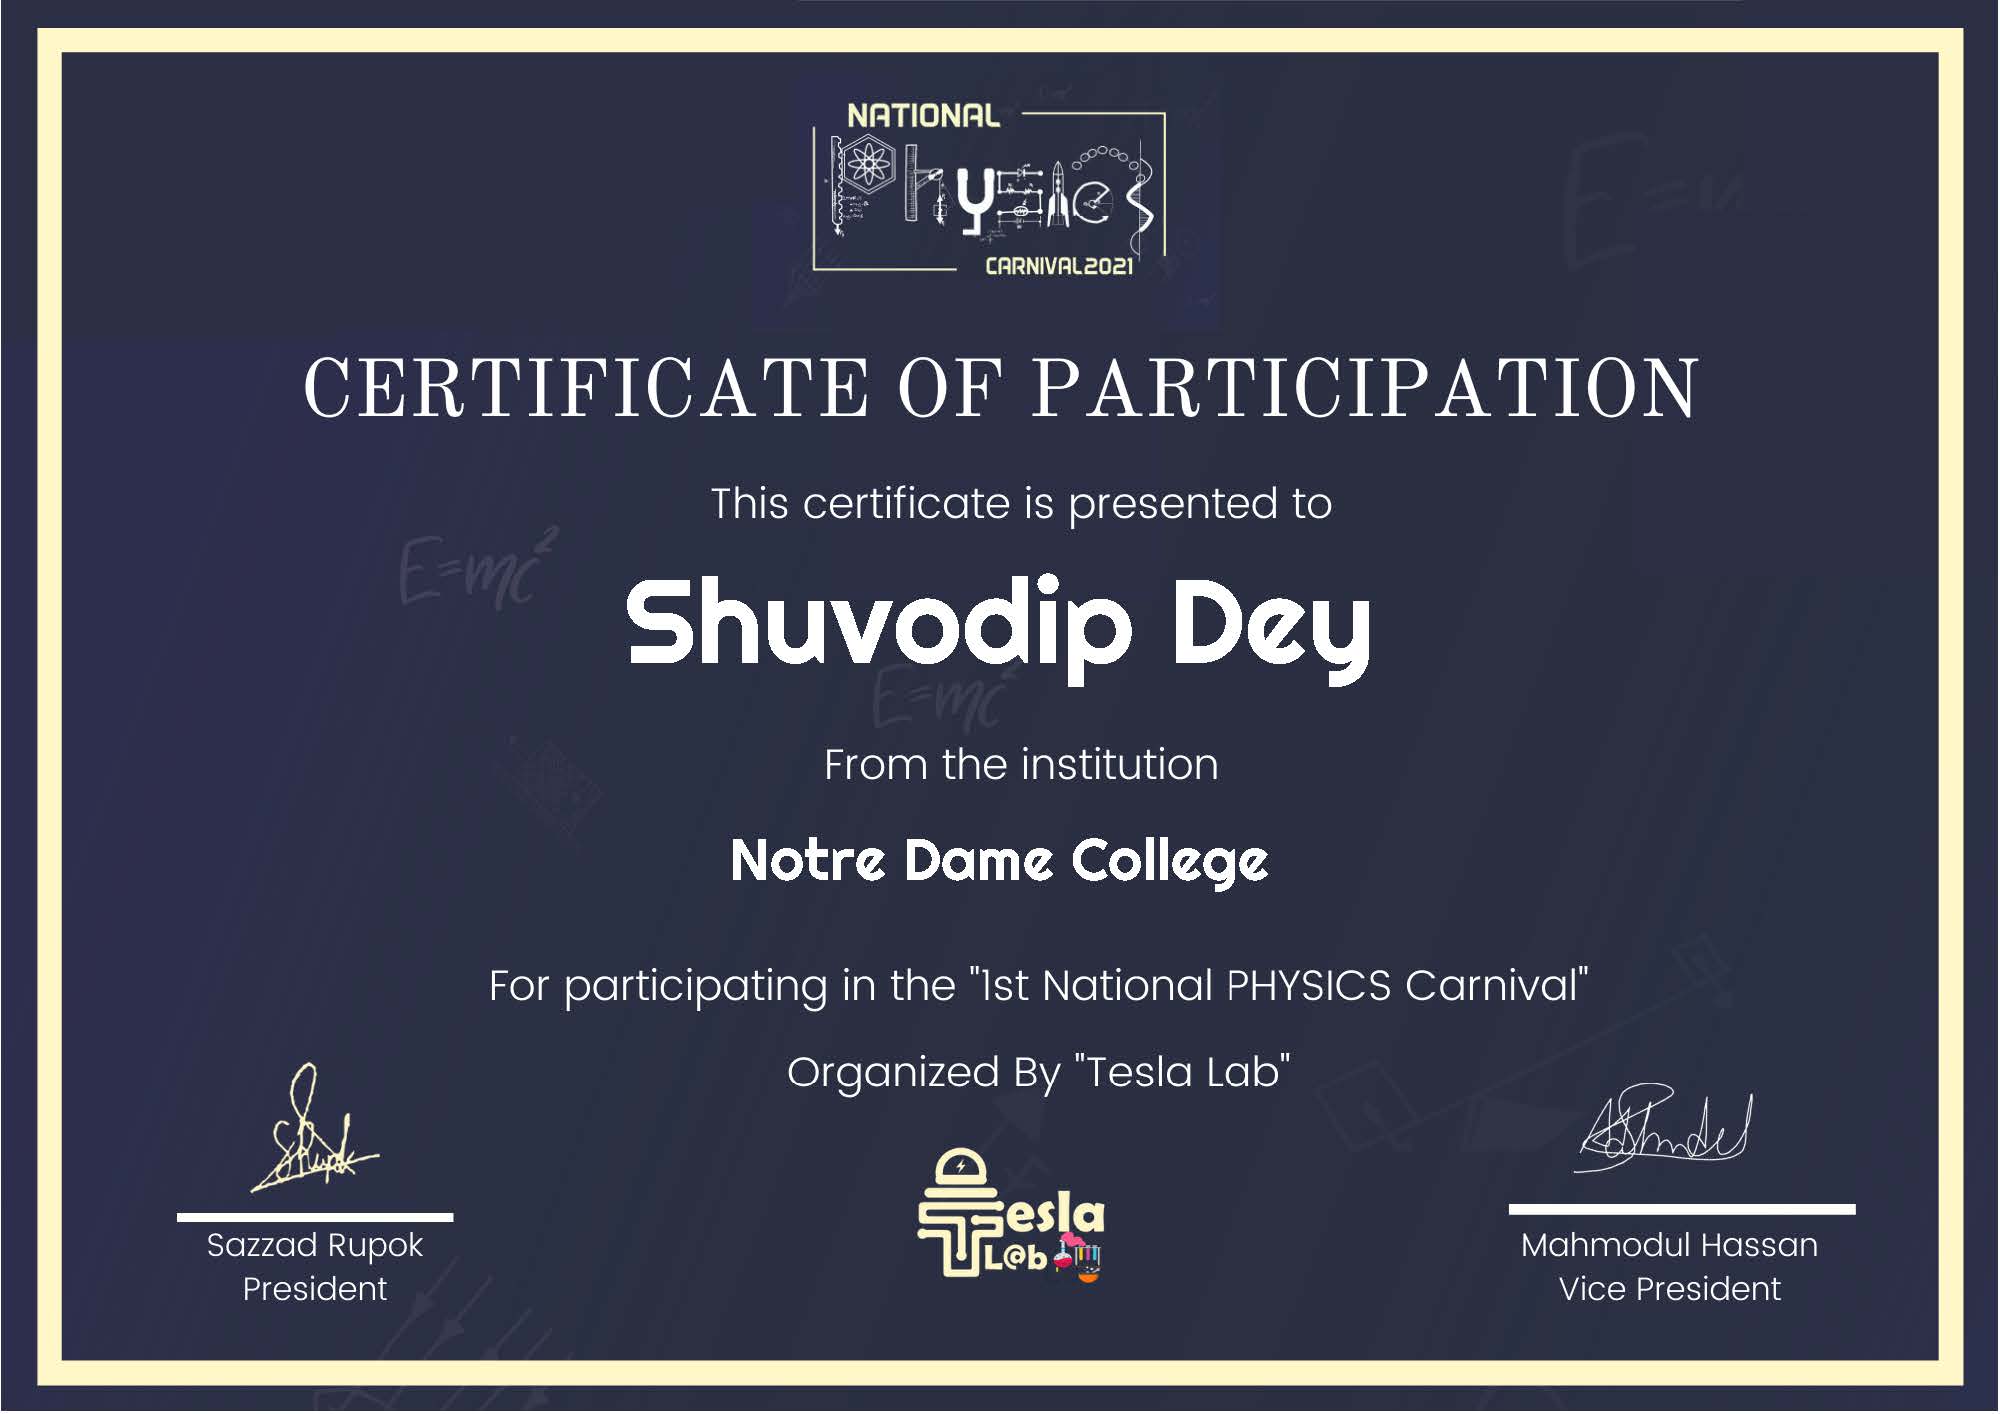 NATIONAL
Physics
CARNIVAL2021
CERTIFICATE OF PARTICIPATION
This certificate is presented to
Shuvodip Dey
E=mc²
E=mc²
From the institution
Notre Dame College
For participating in the "1st National PHYSICS Carnival"
Organized By "Tesla Lab"
Tesla
L@b
Sazzad Rupok
President
Mahmodul Hassan
Vice President